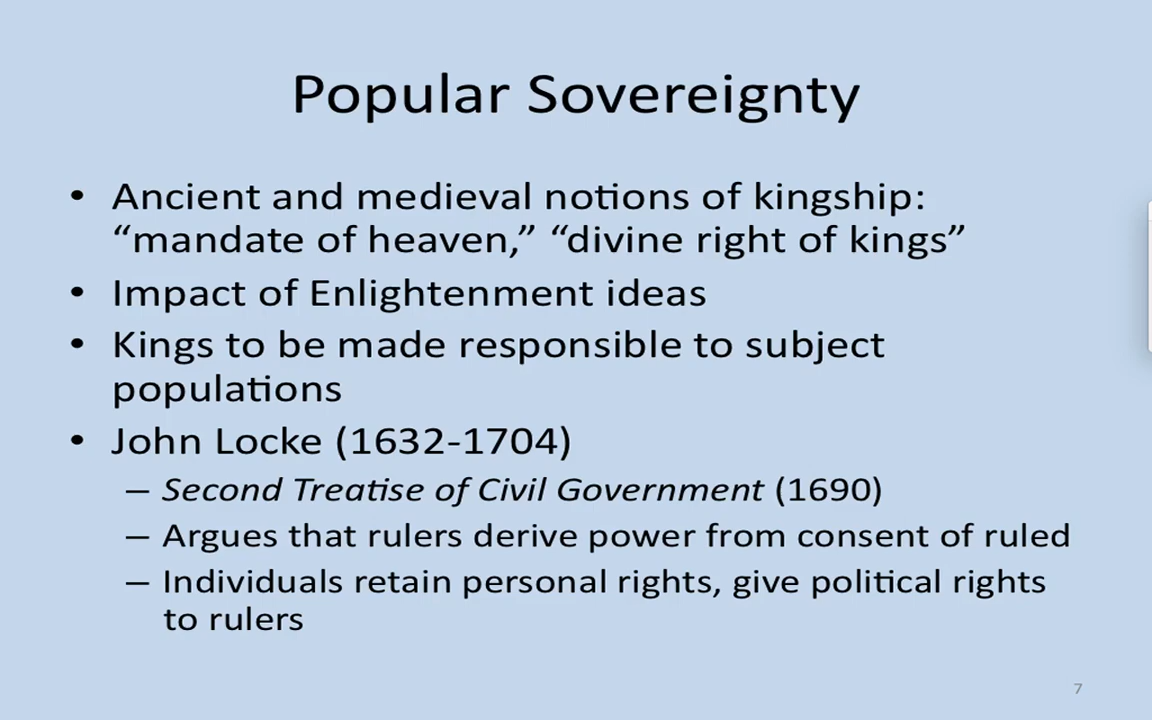 Popular Sovereignty
• Ancient and medieval notions of kingship:
“mandate of heaven,” “divine right of kings”
• Impact of Enlightenment ideas
• Kings to be made responsible to subject
populations
• John Locke (1632-1704)
– Second Treatise of Civil Government (1690)
– Argues that rulers derive power from consent of ruled
– Individuals retain personal rights, give political rights
to rulers
7